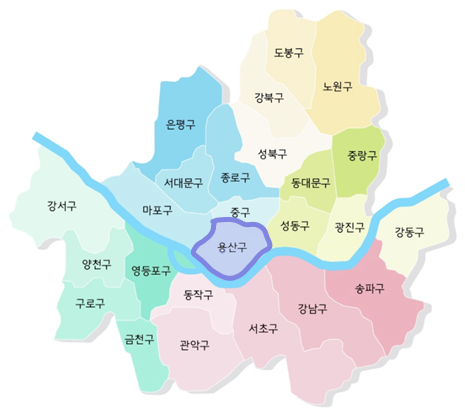 도봉구
노원구
강북구
은평구
성북구
중랑구
종로구
서대문구
동대문구
강서구
마포구
중구
성동구
광진구
강동구
용산구
양천구
영등포구
송파구
동작구
구로구
강남구
서초구
금천구
관악구